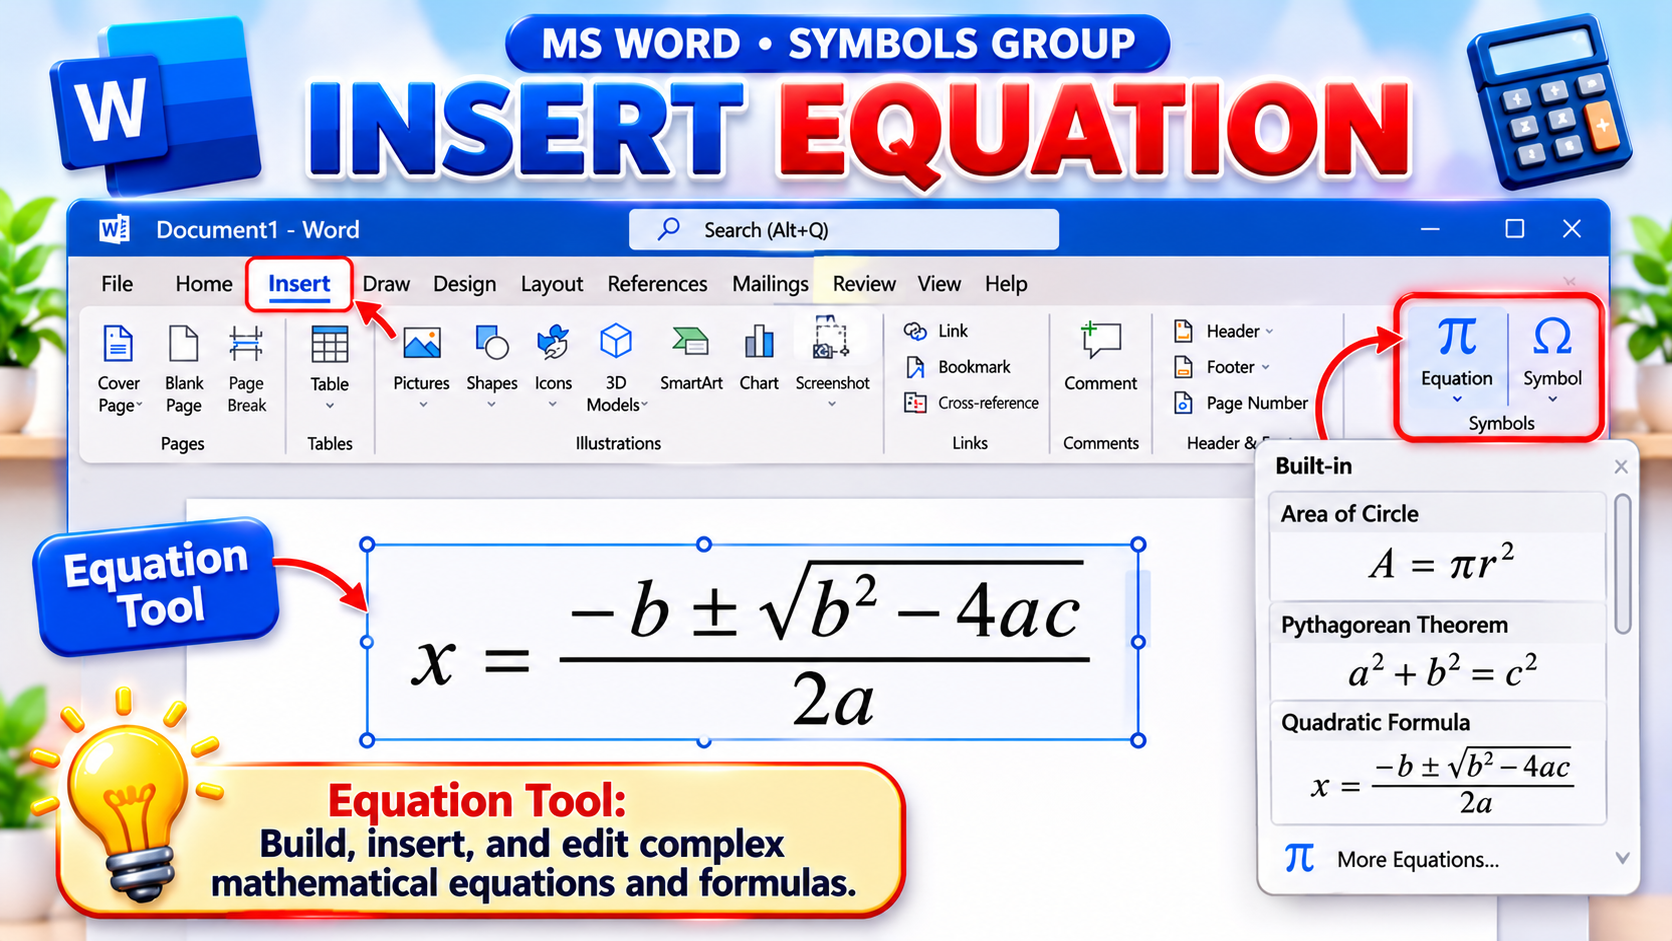 MS WORD • SYMBOLS GROUP
INSERT EQUATION
W
W
Document1 - Word
Search (Alt+Q)
File Home Insert Draw Design Layout References Mailings Review View Help
Cover Page
Blank Page
Page Break
Pages
Table
Tables
Pictures
Shapes
Icons
3D Models
SmartArt
Chart
Screenshot
Illustrations
Link
Bookmark
Cross-reference
Links
Comment
Comments
Header
Footer
Page Number
Header &
π
Equation
Ω
Symbol
Symbols
Built-in
Area of Circle
A = πr²
Pythagorean Theorem
a² + b² = c²
Quadratic Formula
x = (−b ± √(b² − 4ac)) / 2a
π More Equations...
Equation
Tool
x = (−b ± √(b² − 4ac)) / 2a
Equation Tool:
Build, insert, and edit complex
mathematical equations and formulas.